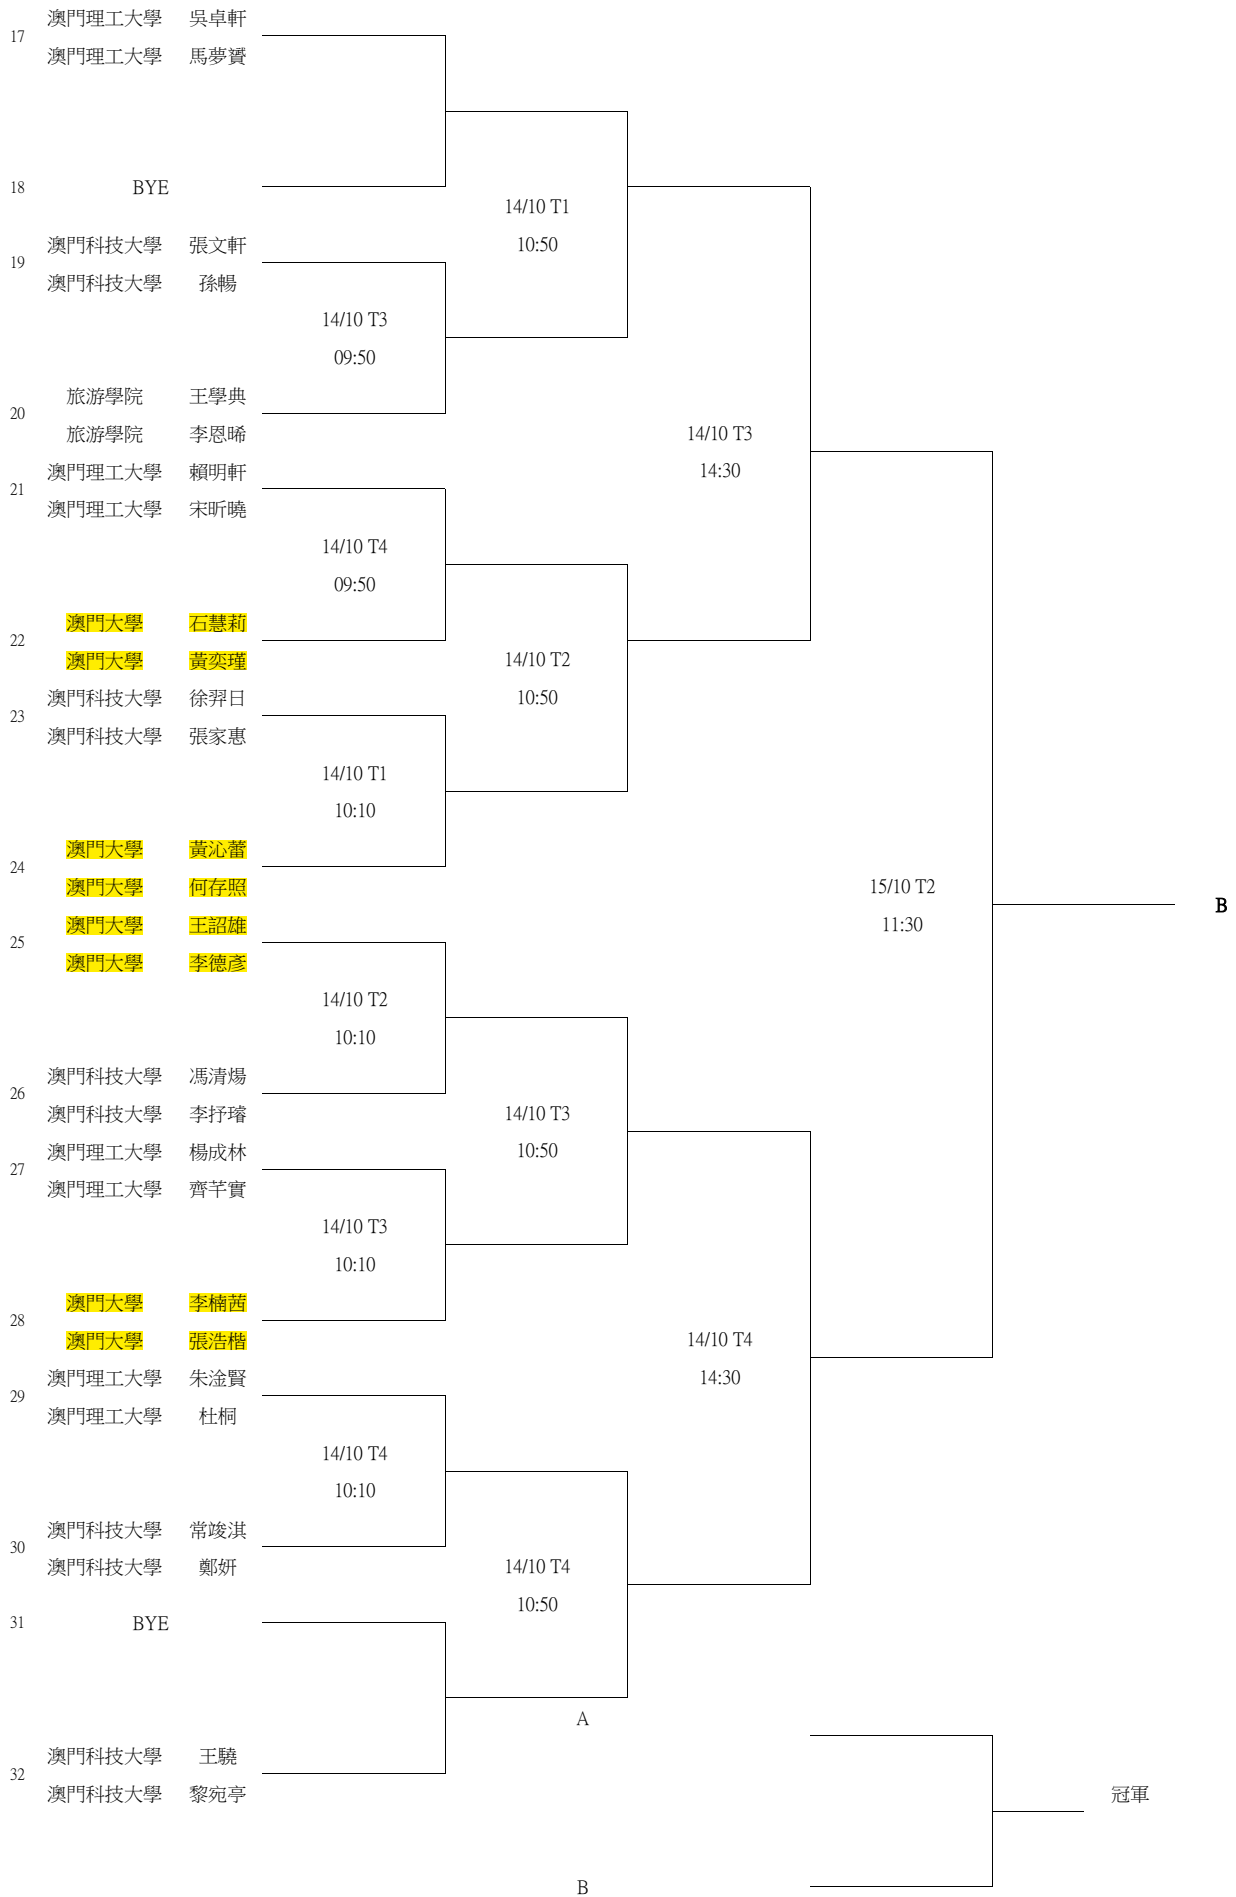 澳門理工大學 吳卓軒
17
澳門理工大學 馬夢贇
18 BYE
14/10 T1
10:50
澳門科技大學 張文軒
19
澳門科技大學 孫暢
14/10 T3
09:50
旅游學院 王學典
20
旅游學院 李恩晞
14/10 T3
14:30
澳門理工大學 賴明軒
21
澳門理工大學 宋昕曉
14/10 T4
09:50
澳門大學 石慧莉
22
澳門大學 黃奕瑾
14/10 T2
10:50
澳門科技大學 徐羿日
23
澳門科技大學 張家惠
14/10 T1
10:10
澳門大學 黃沁蕾
24
澳門大學 何存照
15/10 T2
11:30
B
澳門大學 王詔雄
25
澳門大學 李德彥
14/10 T2
10:10
澳門科技大學 馮清煬
26
澳門科技大學 李抒璿
14/10 T3
10:50
澳門理工大學 楊成林
27
澳門理工大學 齊芊實
14/10 T3
10:10
澳門大學 李楠茜
28
澳門大學 張浩楷
14/10 T4
14:30
澳門理工大學 朱淦賢
29
澳門理工大學 杜桐
14/10 T4
10:10
澳門科技大學 常竣淇
30
澳門科技大學 鄭妍
14/10 T4
10:50
31 BYE
A
澳門科技大學 王驍
32
澳門科技大學 黎宛亭
冠軍
B